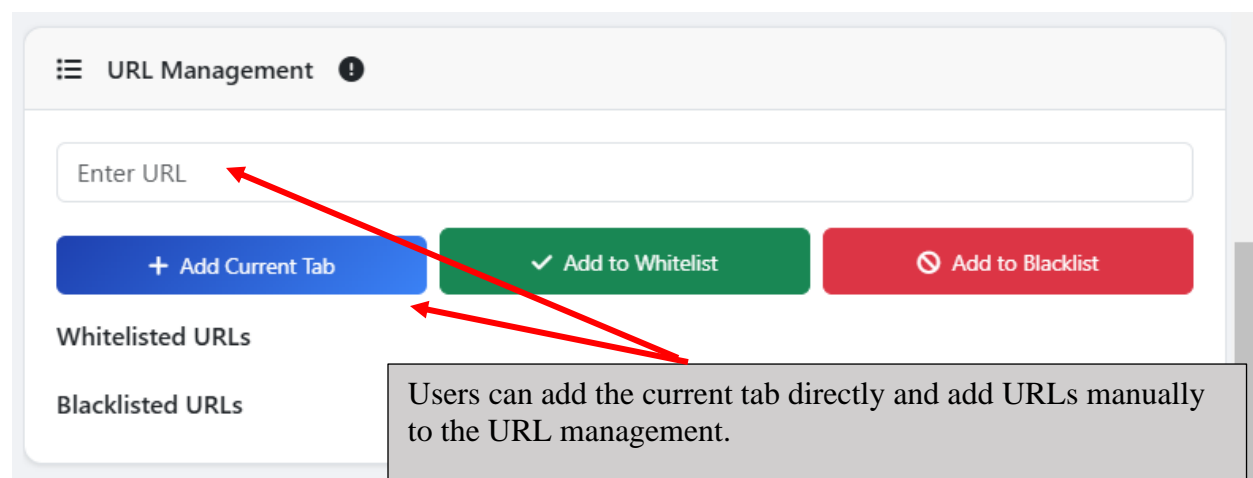 URL Management
Enter URL
Add Current Tab
Add to Whitelist
Add to Blacklist
Whitelisted URLs
Blacklisted URLs
Users can add the current tab directly and add URLs manually
to the URL management.